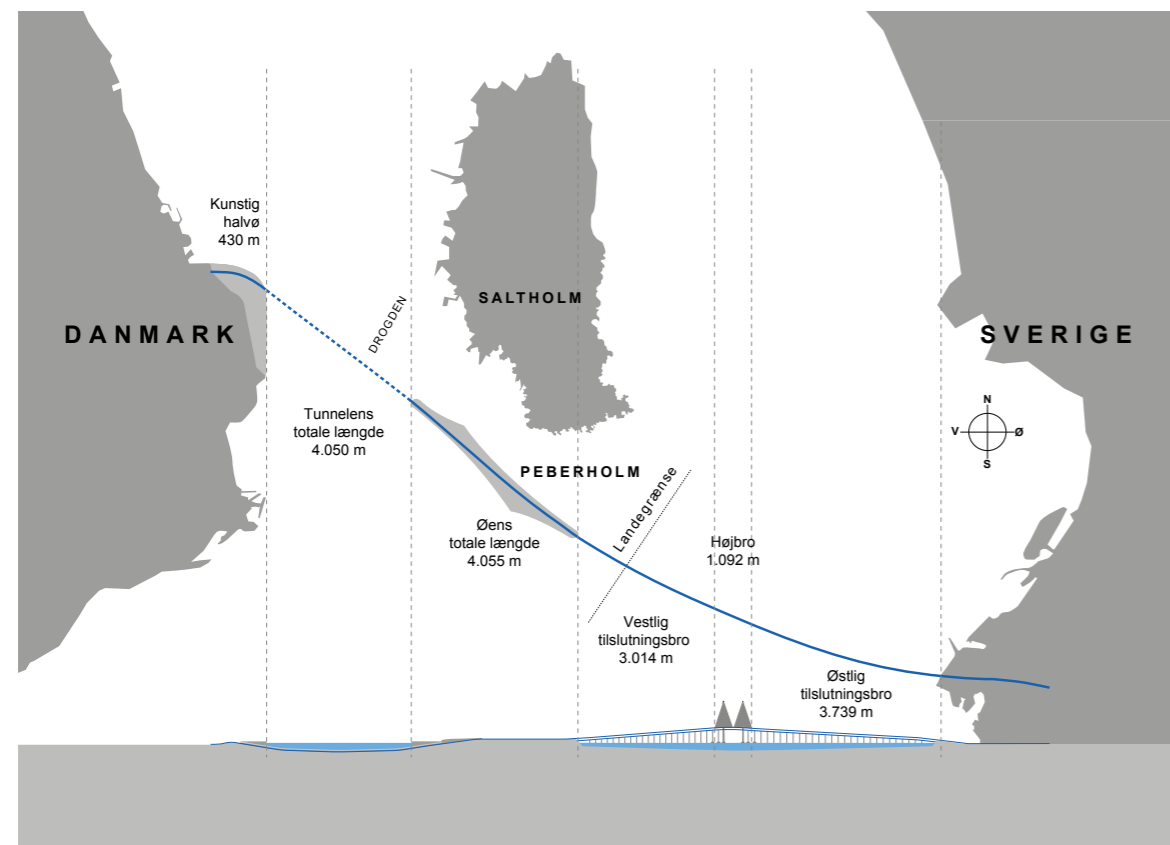 Kunstig
halvø
430 m
DANMARK
DROGDEN
SALTHOLM
SVERIGE
N
V
Ø
S
Tunnelens
totale længde
4.050 m
PEBERHOLM
Øens
totale længde
4.055 m
Landegrænse
Højbro
1.092 m
Vestlig
tilslutningsbro
3.014 m
Østlig
tilslutningsbro
3.739 m